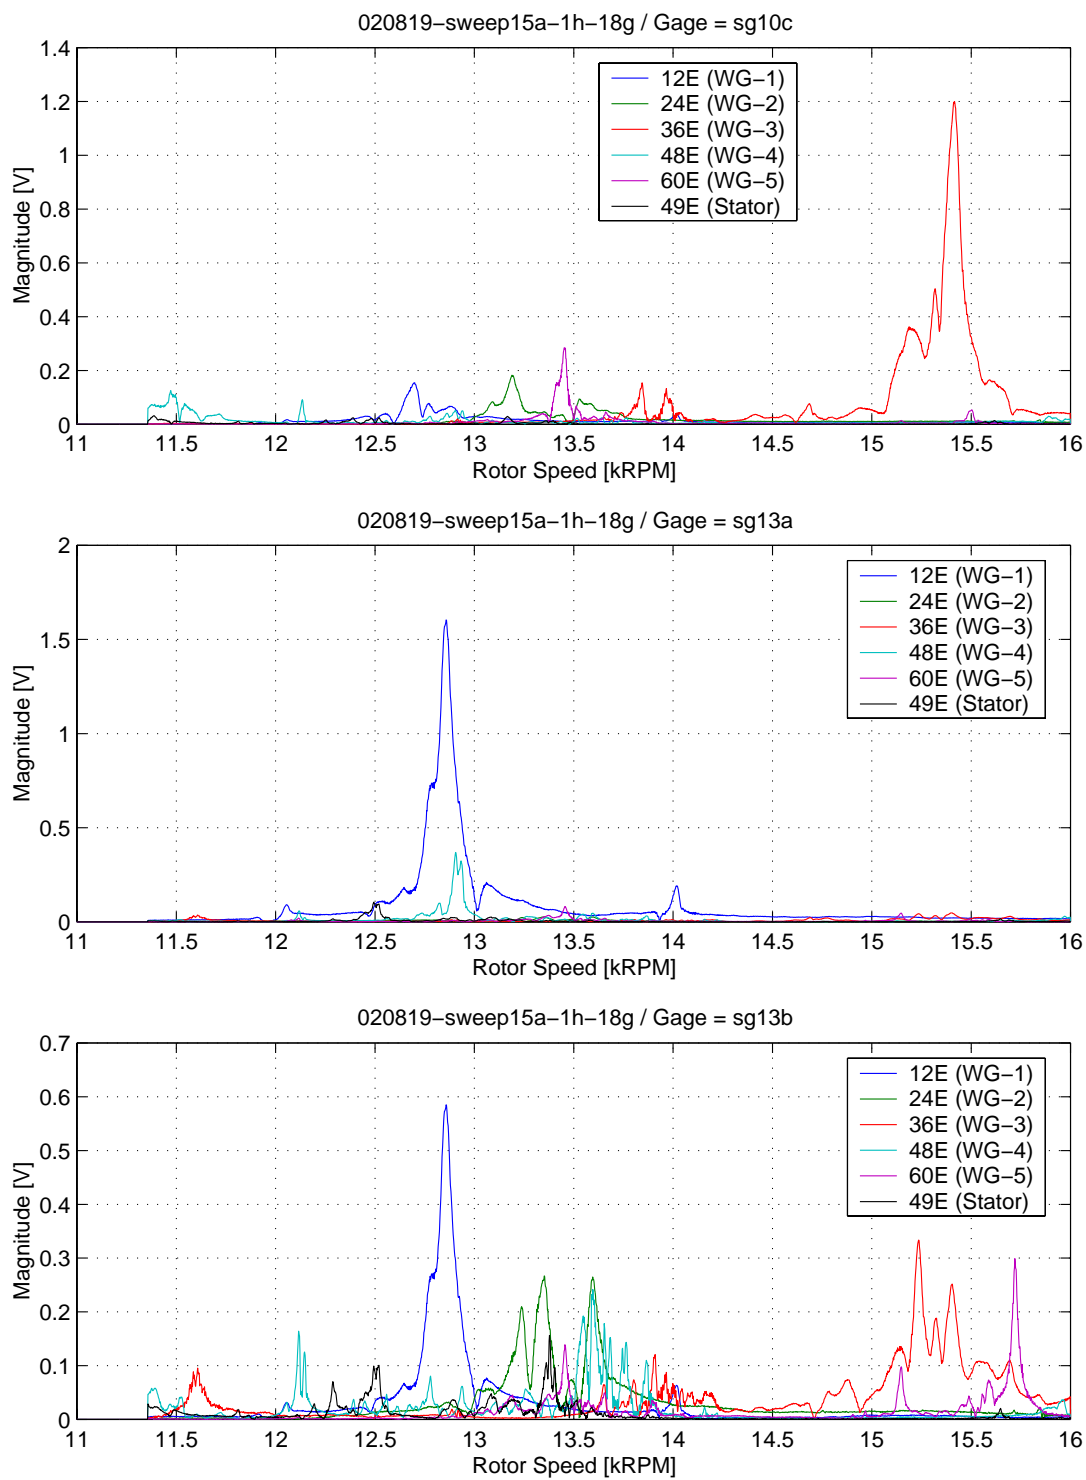 020819−sweep15a−1h−18g / Gage = sg10c
1.4
1.2
1
0.8
0.6
0.4
0.2
0
Magnitude [V]
12E (WG−1)
24E (WG−2)
36E (WG−3)
48E (WG−4)
60E (WG−5)
49E (Stator)
11 11.5 12 12.5 13 13.5 14 14.5 15 15.5 16
Rotor Speed [kRPM]
020819−sweep15a−1h−18g / Gage = sg13a
2
1.5
1
0.5
0
Magnitude [V]
12E (WG−1)
24E (WG−2)
36E (WG−3)
48E (WG−4)
60E (WG−5)
49E (Stator)
11 11.5 12 12.5 13 13.5 14 14.5 15 15.5 16
Rotor Speed [kRPM]
020819−sweep15a−1h−18g / Gage = sg13b
0.7
0.6
0.5
0.4
0.3
0.2
0.1
0
Magnitude [V]
12E (WG−1)
24E (WG−2)
36E (WG−3)
48E (WG−4)
60E (WG−5)
49E (Stator)
11 11.5 12 12.5 13 13.5 14 14.5 15 15.5 16
Rotor Speed [kRPM]